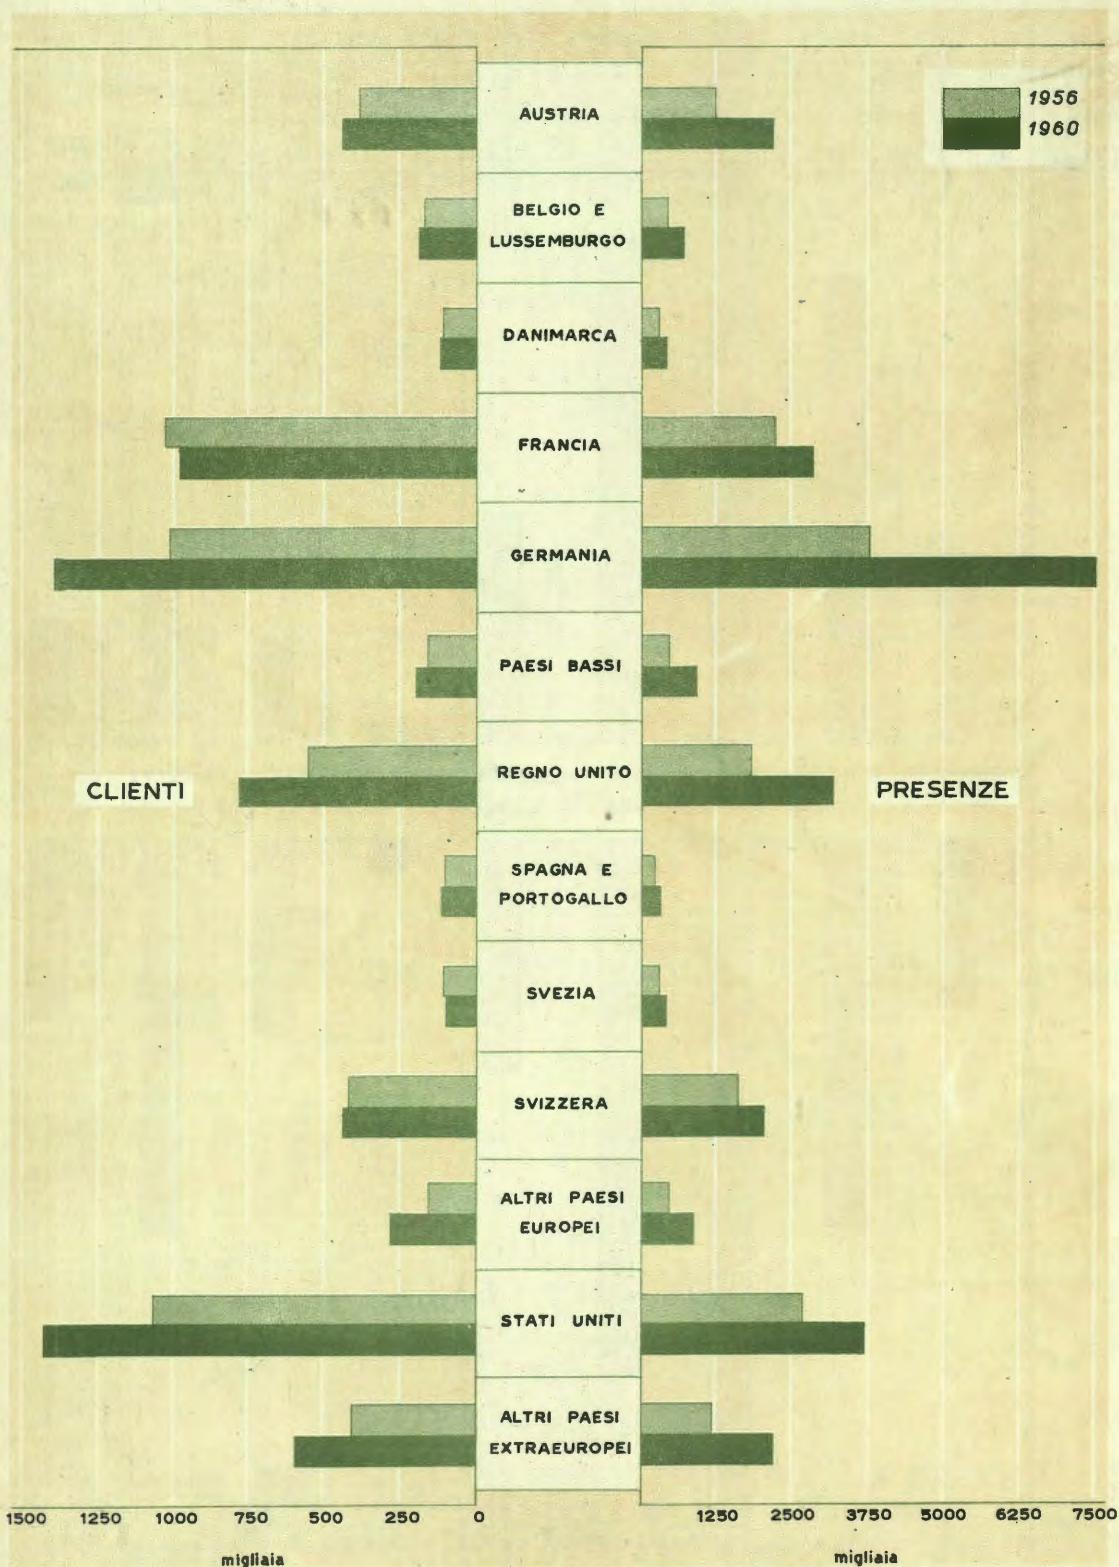 1956
1960
AUSTRIA
BELGIO E
LUSSEMBURGO
DANIMARCA
FRANCIA
GERMANIA
PAESI BASSI
REGNO UNITO
CLIENTI
PRESENZE
SPAGNA E
PORTOGALLO
SVEZIA
SVIZZERA
ALTRI PAESI
EUROPEI
STATI UNITI
ALTRI PAESI
EXTRAEUROPEI
1500 1250 1000 750 500 250 0 1250 2500 3750 5000 6250 7500
migliaia migliaia